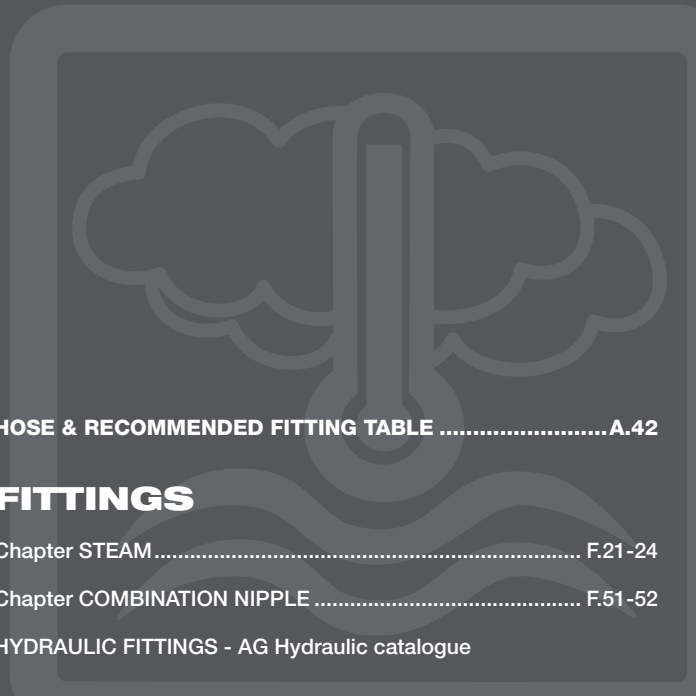 HOSE & RECOMMENDED FITTING TABLE .........................A.42
FITTINGS
Chapter STEAM......................................................................... F.21-24
Chapter COMBINATION NIPPLE ............................................. F.51-52
HYDRAULIC FITTINGS - AG Hydraulic catalogue